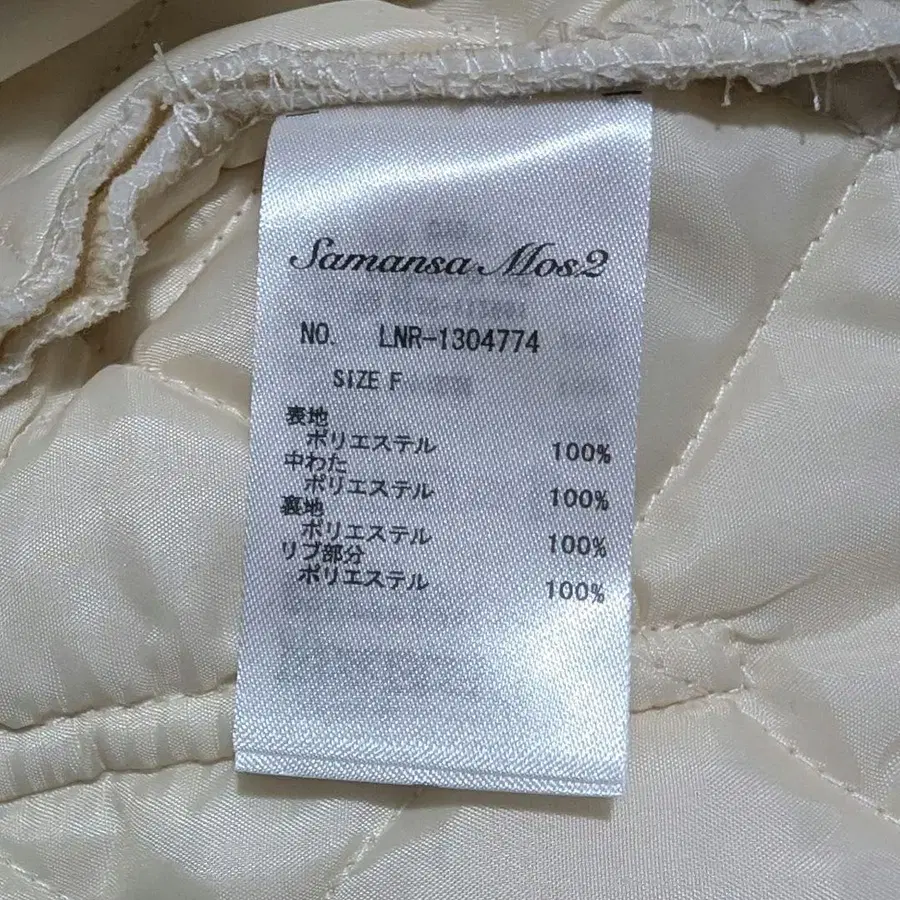 Samansa Mos2
NO. LNR-1304774
SIZE F
表地
ポリエステル 100%
中わた
ポリエステル 100%
裏地
ポリエステル 100%
リブ部分
ポリエステル 100%